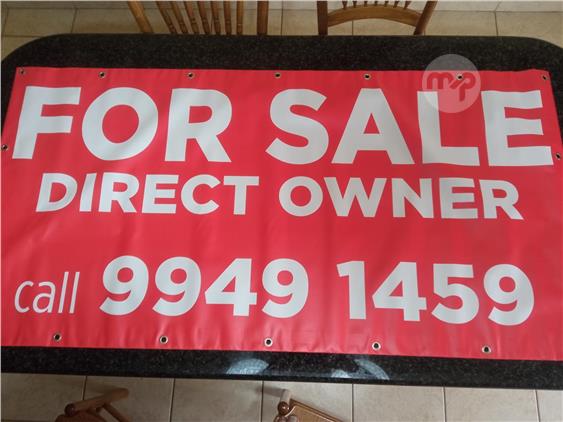 FOR SALE
DIRECT OWNER
call 9949 1459